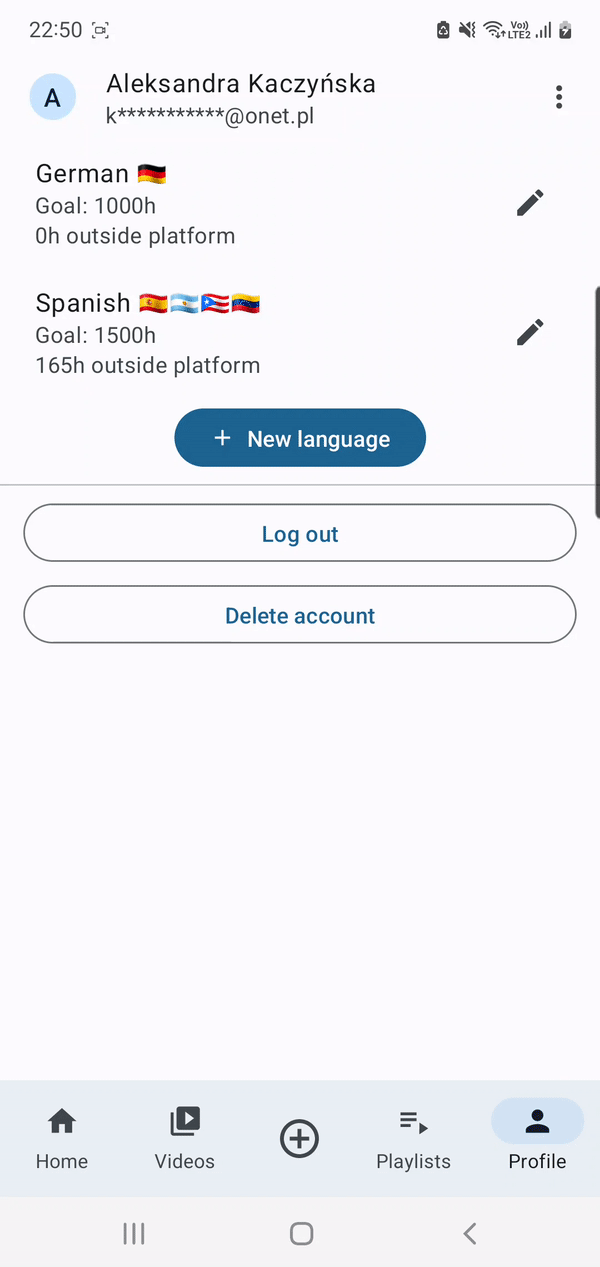 22:50
Vo)) LTE2
A
Aleksandra Kaczyńska
k***********@onet.pl
German 🇩🇪
Goal: 1000h
0h outside platform
Spanish 🇪🇸🇦🇷🇵🇷🇻🇪
Goal: 1500h
165h outside platform
+ New language
Log out
Delete account
Home
Videos
Playlists
Profile